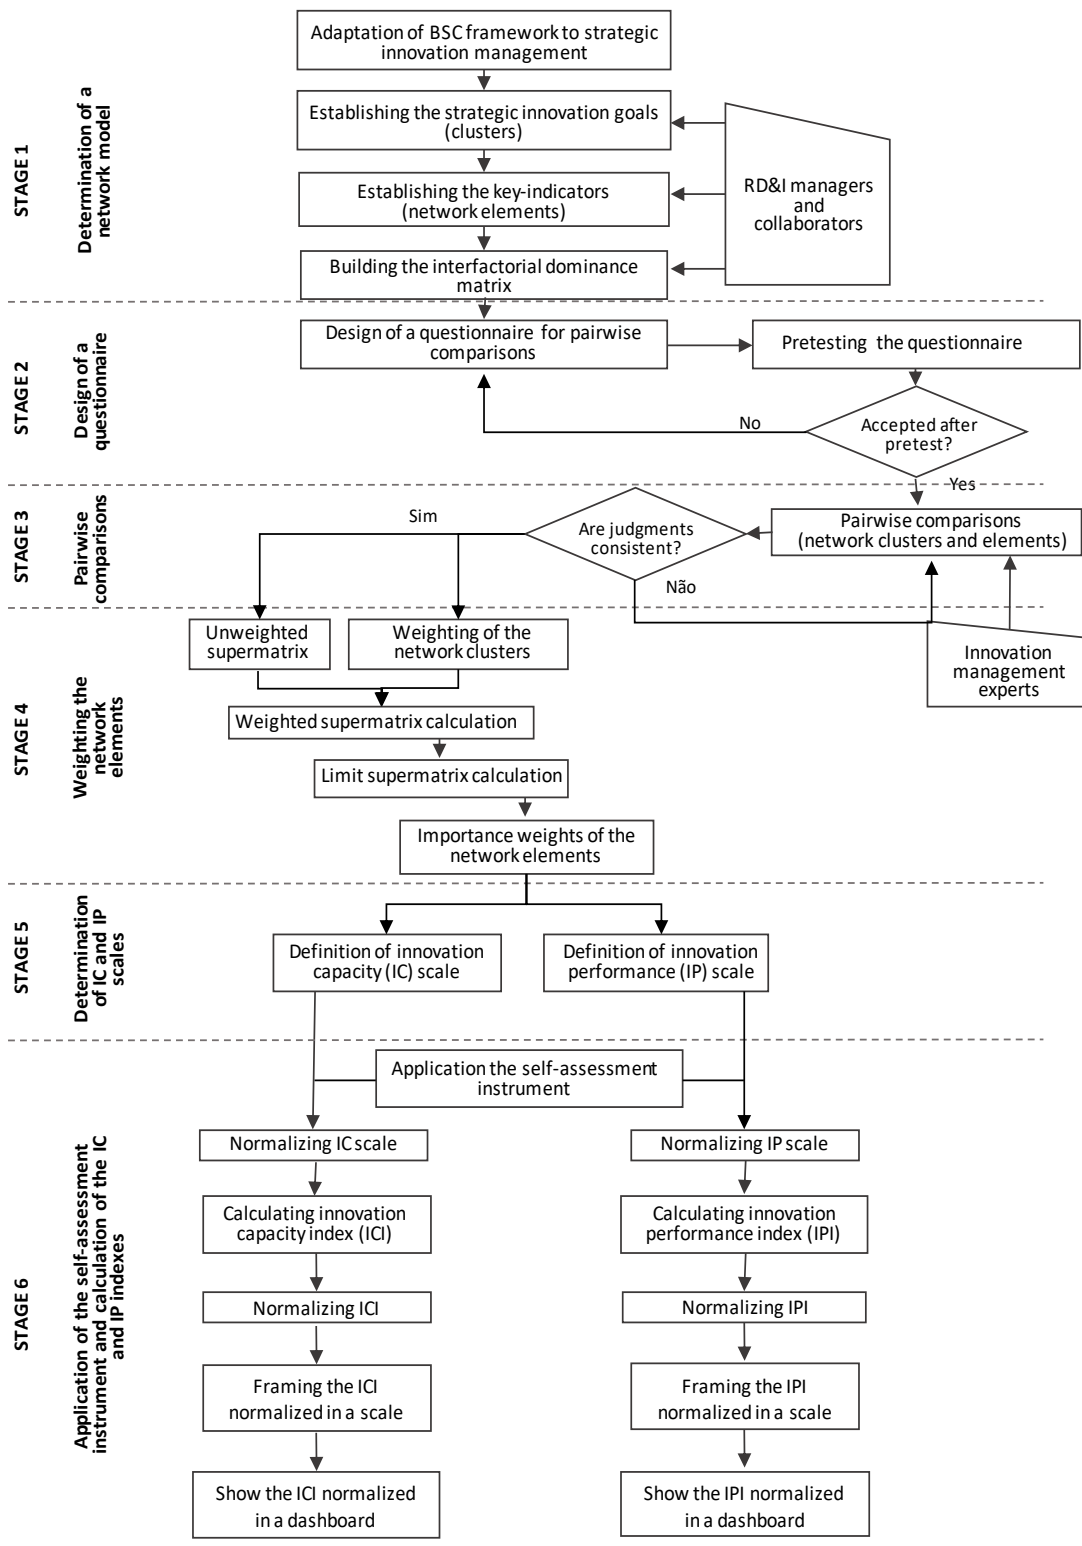 STAGE 1
Determination of a
network model
Adaptation of BSC framework to strategic
innovation management
Establishing the strategic innovation goals
(clusters)
Establishing the key-indicators
(network elements)
Building the interfactorial dominance
matrix
RD&I managers
and
collaborators
STAGE 2
Design of a
questionnaire
Design of a questionnaire for pairwise
comparisons
Pretesting the questionnaire
Accepted after
pretest?
No
Yes
STAGE 3
Pairwise
comparisons
Pairwise comparisons
(network clusters and elements)
Are judgments
consistent?
Sim
Não
STAGE 4
Weighting the
network
elements
Unweighted
supermatrix
Weighting of the
network clusters
Innovation
management
experts
Weighted supermatrix calculation
Limit supermatrix calculation
Importance weights of the
network elements
STAGE 5
Determination
of IC and IP
scales
Definition of innovation
capacity (IC) scale
Definition of innovation
performance (IP) scale
STAGE 6
Application of the self-assessment
instrument and calculation of the IC
and IP indexes
Application the self-assessment
instrument
Normalizing IC scale
Normalizing IP scale
Calculating innovation
capacity index (ICI)
Calculating innovation
performance index (IPI)
Normalizing ICI
Normalizing IPI
Framing the ICI
normalized in a scale
Framing the IPI
normalized in a scale
Show the ICI normalized
in a dashboard
Show the IPI normalized
in a dashboard